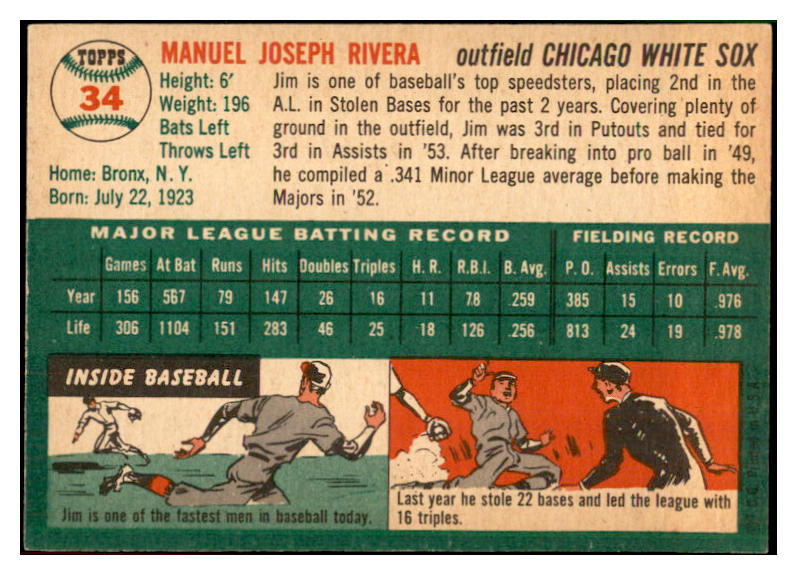 TOPPS
34
MANUEL JOSEPH RIVERA outfield CHICAGO WHITE SOX
Height: 6'
Weight: 196
Bats Left
Throws Left
Home: Bronx, N. Y.
Born: July 22, 1923
Jim is one of baseball's top speedsters, placing 2nd in the
A.L. in Stolen Bases for the past 2 years. Covering plenty of
ground in the outfield, Jim was 3rd in Putouts and tied for
3rd in Assists in '53. After breaking into pro ball in '49,
he compiled a .341 Minor League average before making the
Majors in '52.
MAJOR LEAGUE BATTING RECORD FIELDING RECORD
Games At Bat Runs Hits Doubles Triples H. R. R.B.I. B. Avg. P. O. Assists Errors F. Avg.
Year 156 567 79 147 26 16 11 78 .259 385 15 10 .976
Life 306 1104 151 283 46 25 18 126 .256 813 24 19 .978
INSIDE BASEBALL
Jim is one of the fastest men in baseball today.
Last year he stole 22 bases and led the league with
16 triples.
T.C.G. Printed in U.S.A.